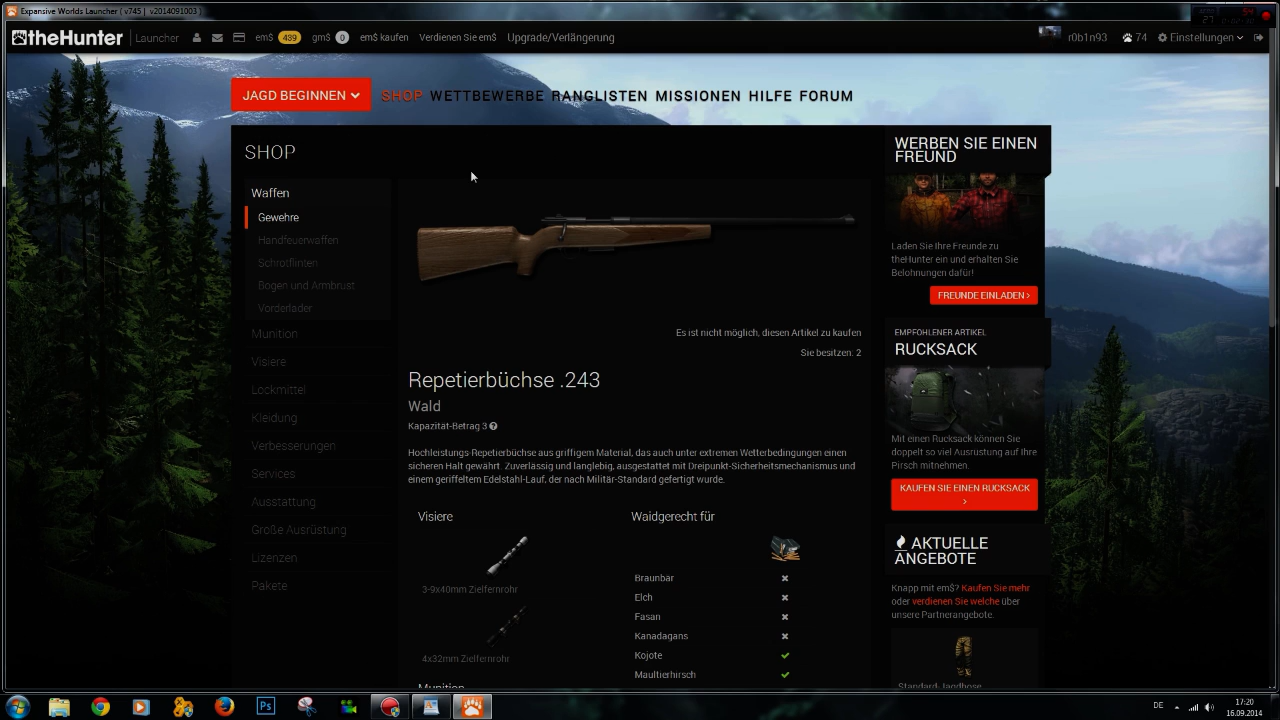 Expansive Worlds Launcher ( v745 | v2014091003 )
theHunter Launcher em$ 439 gm$ 0 em$ kaufen Verdienen Sie em$ Upgrade/Verlängerung r0b1n93 74 Einstellungen
JAGD BEGINNEN SHOP WETTBEWERBE RANGLISTEN MISSIONEN HILFE FORUM
SHOP
Waffen
Gewehre
Handfeuerwaffen
Schrotflinten
Bogen und Armbrust
Vorderlader
Munition
Visiere
Lockmittel
Kleidung
Verbesserungen
Services
Ausstattung
Große Ausrüstung
Lizenzen
Pakete
Es ist nicht möglich, diesen Artikel zu kaufen
Sie besitzen: 2
Repetierbüchse .243
Wald
Kapazität-Betrag 3
Hochleistungs-Repetierbüchse aus griffigem Material, das auch unter extremen Wetterbedingungen einen
sicheren Halt gewährt. Zuverlässig und langlebig, ausgestattet mit Dreipunkt-Sicherheitsmechanismus und
einem geriffeltem Edelstahl-Lauf, der nach Militär-Standard gefertigt wurde.
Visiere
3-9x40mm Zielfernrohr
4x32mm Zielfernrohr
Munition
Waidgerecht für
Braunbär
Elch
Fasan
Kanadagans
Kojote
Maultierhirsch
WERBEN SIE EINEN
FREUND
Laden Sie Ihre Freunde zu
theHunter ein und erhalten Sie
Belohnungen dafür!
FREUNDE EINLADEN
EMPFOHLENER ARTIKEL
RUCKSACK
Mit einen Rucksack können Sie
doppelt so viel Ausrüstung auf Ihre
Pirsch mitnehmen.
KAUFEN SIE EINEN RUCKSACK
AKTUELLE
ANGEBOTE
Knapp mit em$? Kaufen Sie mehr
oder verdienen Sie welche über
unsere Partnerangebote.
Standard-Jagdhose
DE
17:20
16.09.2014